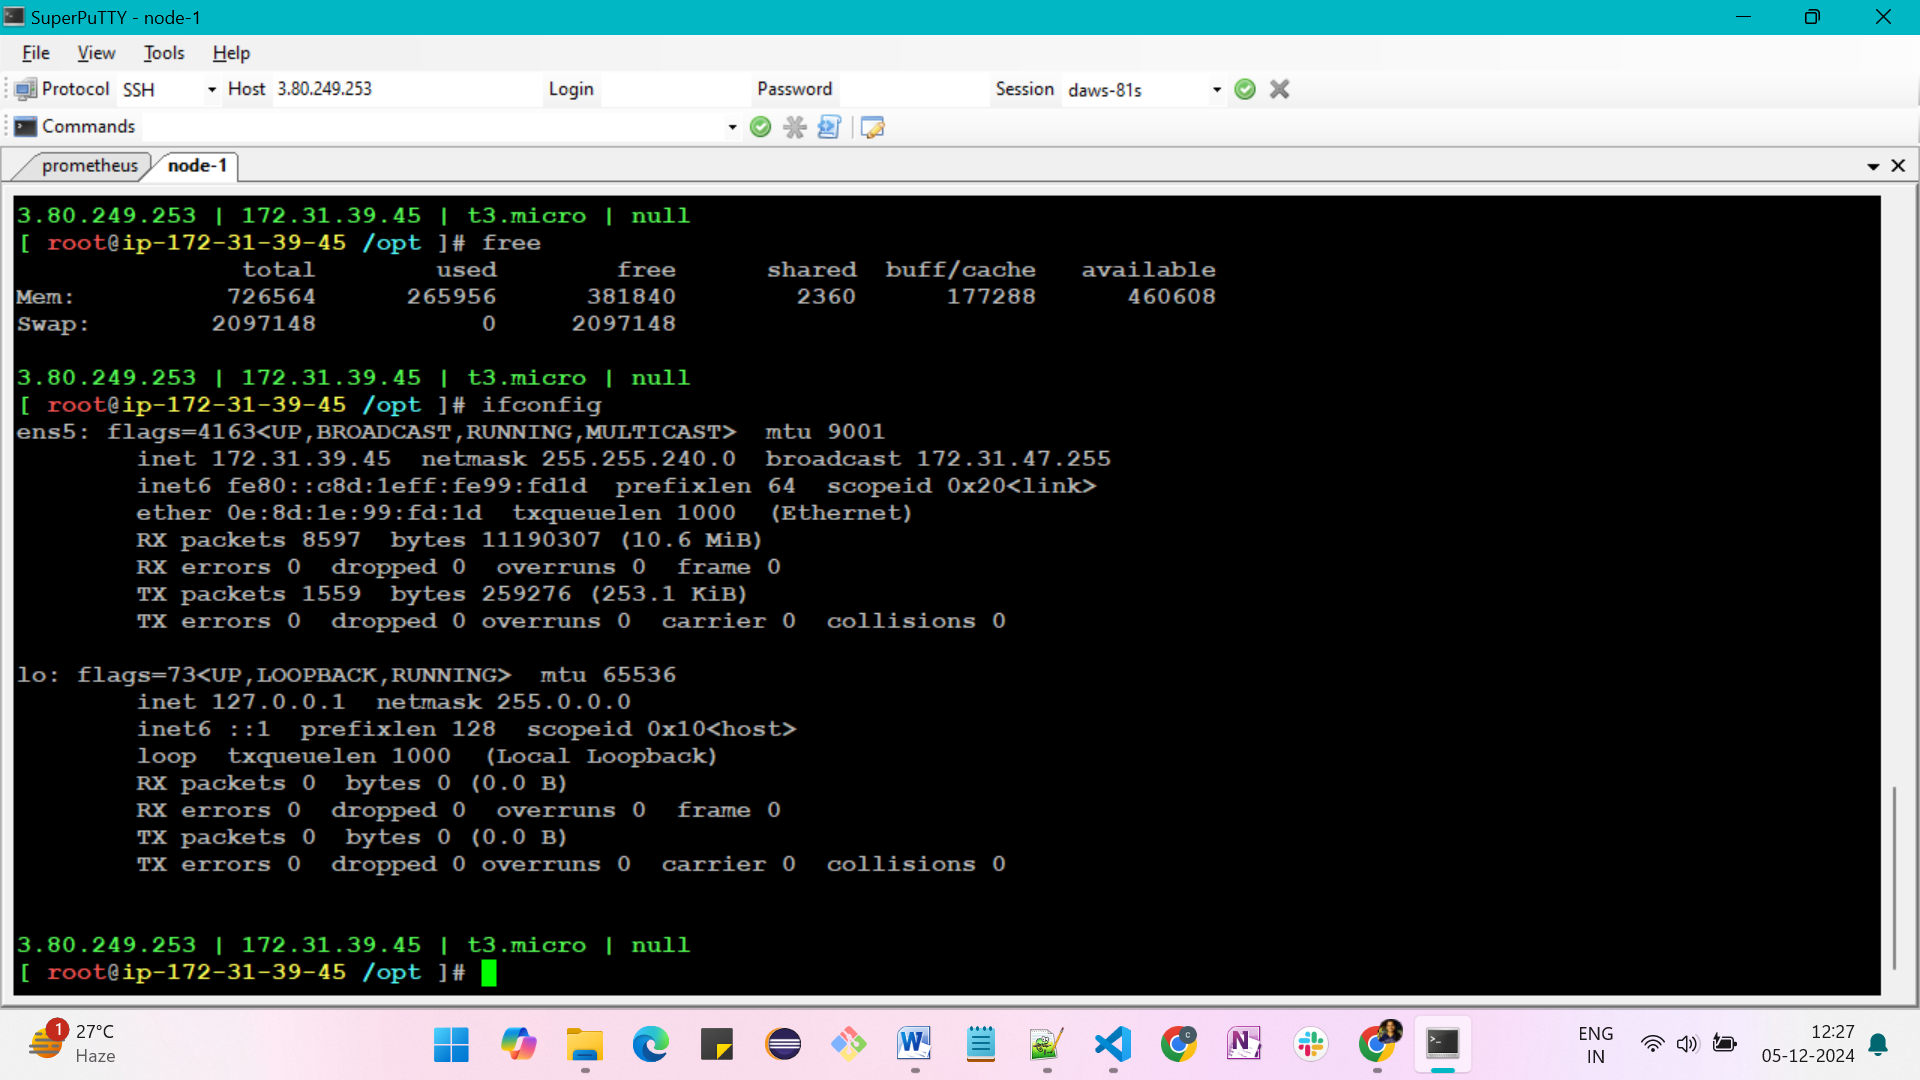 SuperPuTTY - node-1
File View Tools Help
Protocol SSH Host 3.80.249.253 Login Password Session daws-81s
Commands
prometheus node-1
3.80.249.253 | 172.31.39.45 | t3.micro | null
[ root@ip-172-31-39-45 /opt ]# free
total used free shared buff/cache available
Mem: 726564 265956 381840 2360 177288 460608
Swap: 2097148 0 2097148
3.80.249.253 | 172.31.39.45 | t3.micro | null
[ root@ip-172-31-39-45 /opt ]# ifconfig
ens5: flags=4163<UP,BROADCAST,RUNNING,MULTICAST> mtu 9001
inet 172.31.39.45 netmask 255.255.240.0 broadcast 172.31.47.255
inet6 fe80::c8d:1eff:fe99:fd1d prefixlen 64 scopeid 0x20<link>
ether 0e:8d:1e:99:fd:1d txqueuelen 1000 (Ethernet)
RX packets 8597 bytes 11190307 (10.6 MiB)
RX errors 0 dropped 0 overruns 0 frame 0
TX packets 1559 bytes 259276 (253.1 KiB)
TX errors 0 dropped 0 overruns 0 carrier 0 collisions 0
lo: flags=73<UP,LOOPBACK,RUNNING> mtu 65536
inet 127.0.0.1 netmask 255.0.0.0
inet6 ::1 prefixlen 128 scopeid 0x10<host>
loop txqueuelen 1000 (Local Loopback)
RX packets 0 bytes 0 (0.0 B)
RX errors 0 dropped 0 overruns 0 frame 0
TX packets 0 bytes 0 (0.0 B)
TX errors 0 dropped 0 overruns 0 carrier 0 collisions 0
3.80.249.253 | 172.31.39.45 | t3.micro | null
[ root@ip-172-31-39-45 /opt ]#
1 27°C ENG 12:27
Haze IN 05-12-2024